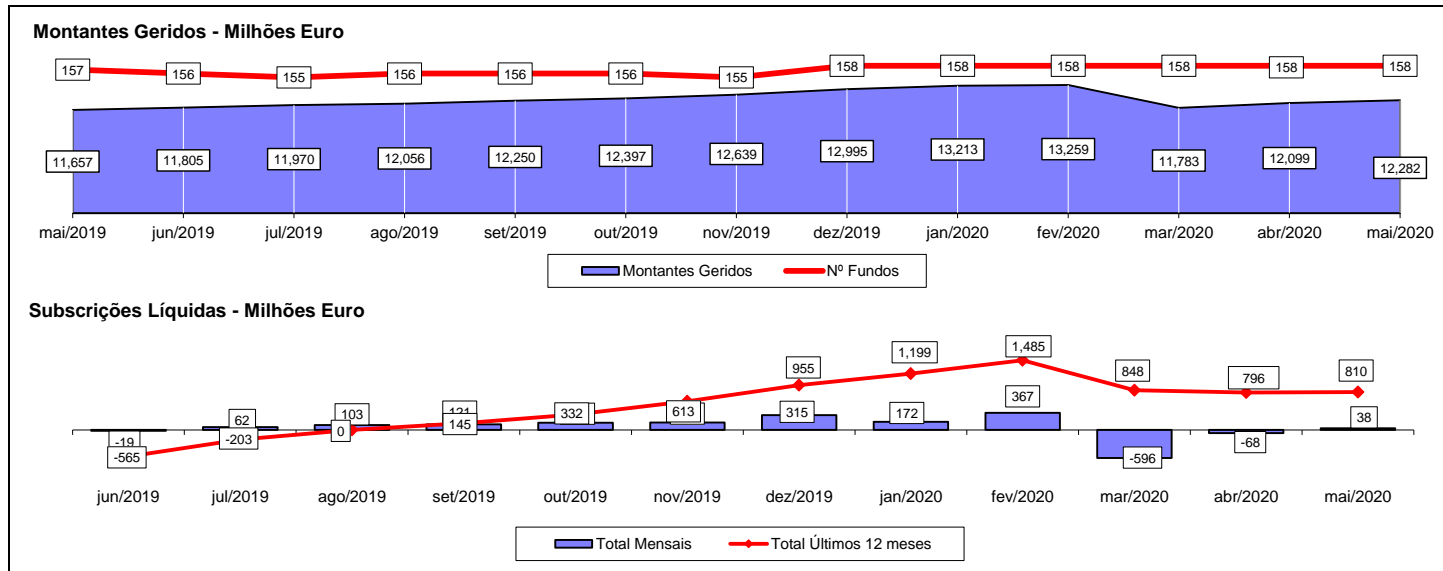 Montantes Geridos - Milhões Euro
157 156 155 156 156 156 155 158 158 158 158 158 158
11,657 11,805 11,970 12,056 12,250 12,397 12,639 12,995 13,213 13,259 11,783 12,099 12,282
mai/2019 jun/2019 jul/2019 ago/2019 set/2019 out/2019 nov/2019 dez/2019 jan/2020 fev/2020 mar/2020 abr/2020 mai/2020
Montantes Geridos Nº Fundos
Subscrições Líquidas - Milhões Euro
-565 -203 0 145 332 613 955 1,199 1,485 848 796 810
-19 62 103 121 315 172 367 -596 -68 38
jun/2019 jul/2019 ago/2019 set/2019 out/2019 nov/2019 dez/2019 jan/2020 fev/2020 mar/2020 abr/2020 mai/2020
Total Mensais Total Últimos 12 meses